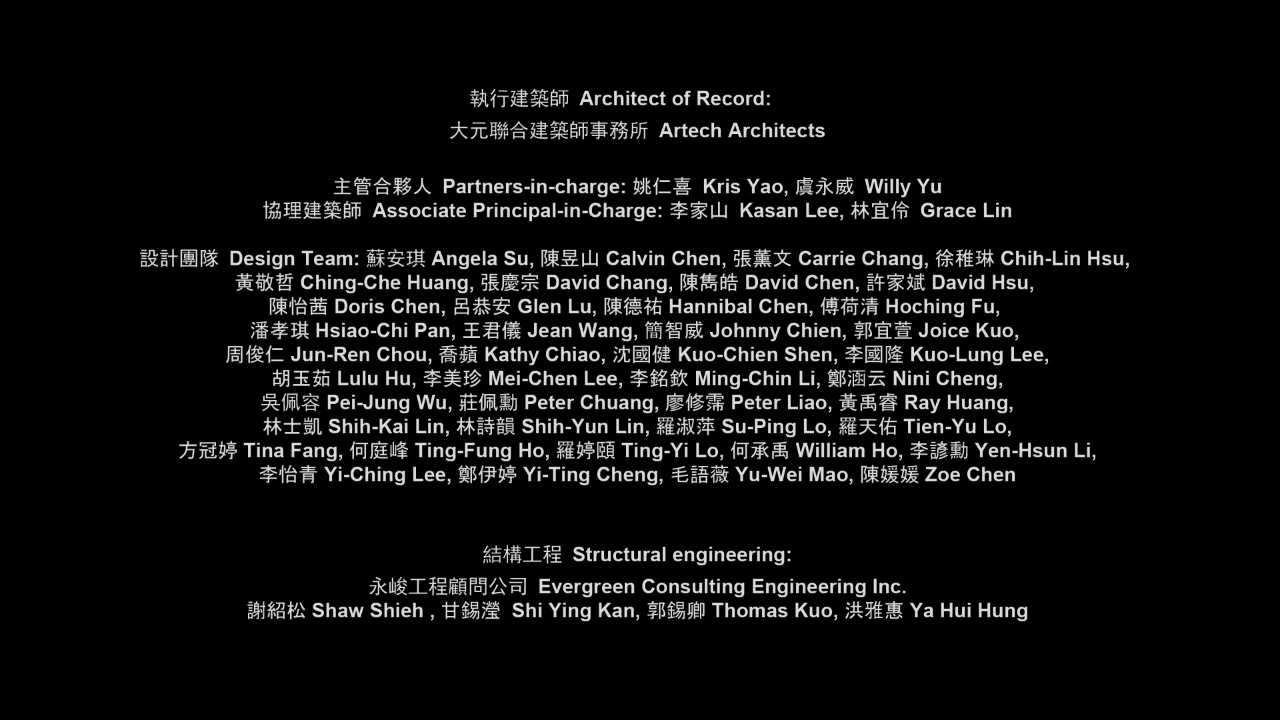 執行建築師 Architect of Record:
大元聯合建築師事務所 Artech Architects
主管合夥人 Partners-in-charge: 姚仁喜 Kris Yao, 虞永威 Willy Yu
協理建築師 Associate Principal-in-Charge: 李家山 Kasan Lee, 林宜伶 Grace Lin
設計團隊 Design Team: 蘇安琪 Angela Su, 陳昱山 Calvin Chen, 張薰文 Carrie Chang, 徐稚琳 Chih-Lin Hsu,
黃敬哲 Ching-Che Huang, 張慶宗 David Chang, 陳雋皓 David Chen, 許家斌 David Hsu,
陳怡茜 Doris Chen, 呂恭安 Glen Lu, 陳德祐 Hannibal Chen, 傅荷清 Hoching Fu,
潘孝琪 Hsiao-Chi Pan, 王君儀 Jean Wang, 簡智威 Johnny Chien, 郭宜萱 Joice Kuo,
周俊仁 Jun-Ren Chou, 喬蘋 Kathy Chiao, 沈國健 Kuo-Chien Shen, 李國隆 Kuo-Lung Lee,
胡玉茹 Lulu Hu, 李美珍 Mei-Chen Lee, 李銘欽 Ming-Chin Li, 鄭涵云 Nini Cheng,
吳佩容 Pei-Jung Wu, 莊佩勳 Peter Chuang, 廖修霈 Peter Liao, 黃禹睿 Ray Huang,
林士凱 Shih-Kai Lin, 林詩韻 Shih-Yun Lin, 羅淑萍 Su-Ping Lo, 羅天佑 Tien-Yu Lo,
方冠婷 Tina Fang, 何庭峰 Ting-Fung Ho, 羅婷頤 Ting-Yi Lo, 何承禹 William Ho, 李諺勳 Yen-Hsun Li,
李怡青 Yi-Ching Lee, 鄭伊婷 Yi-Ting Cheng, 毛語薇 Yu-Wei Mao, 陳媛媛 Zoe Chen
結構工程 Structural engineering:
永峻工程顧問公司 Evergreen Consulting Engineering Inc.
謝紹松 Shaw Shieh , 甘錫瀅 Shi Ying Kan, 郭錫卿 Thomas Kuo, 洪雅惠 Ya Hui Hung